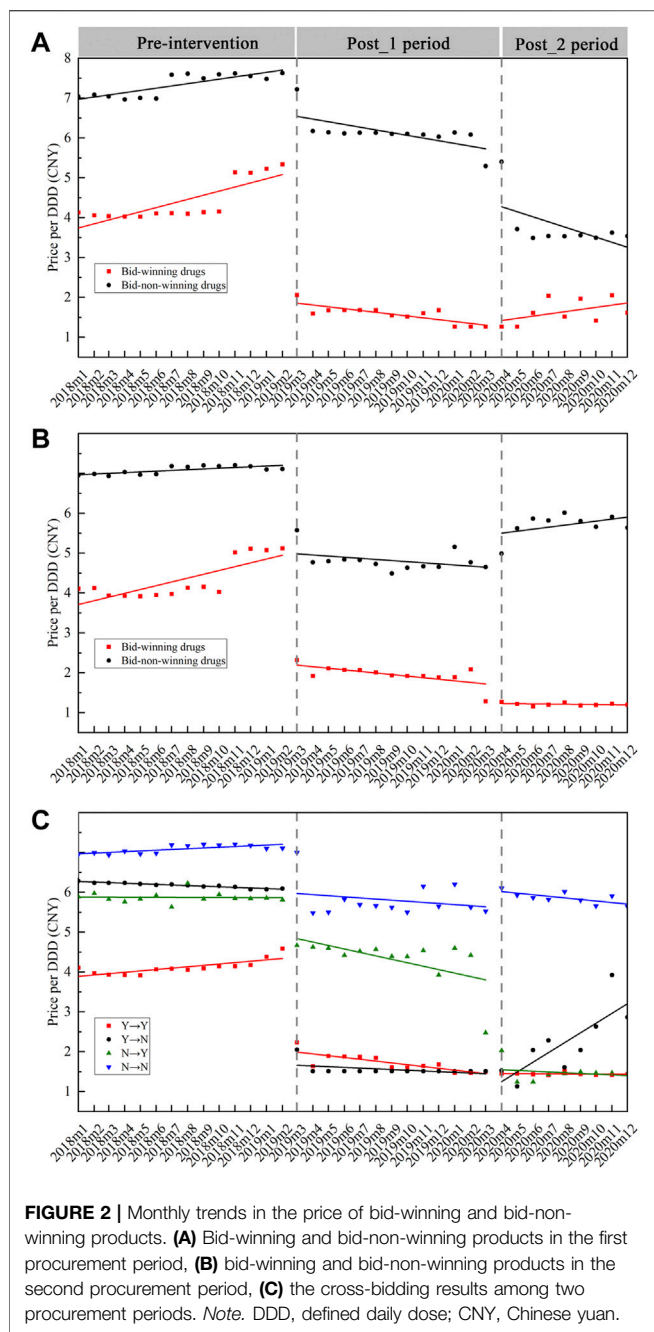 A
Pre-intervention Post_1 period Post_2 period
8
7
6
5
4
3
2
1
Price per DDD (CNY)
Bid-winning drugs
Bid-non-winning drugs
2018m1 2018m2 2018m3 2018m4 2018m5 2018m6 2018m7 2018m8 2018m9 2018m10 2018m11 2018m12 2019m1 2019m2 2019m3 2019m4 2019m5 2019m6 2019m7 2019m8 2019m9 2019m10 2019m11 2019m12 2020m1 2020m2 2020m3 2020m4 2020m5 2020m6 2020m7 2020m8 2020m9 2020m10 2020m11 2020m12
B
7
6
5
4
3
2
1
Price per DDD (CNY)
Bid-winning drugs
Bid-non-winning drugs
2018m1 2018m2 2018m3 2018m4 2018m5 2018m6 2018m7 2018m8 2018m9 2018m10 2018m11 2018m12 2019m1 2019m2 2019m3 2019m4 2019m5 2019m6 2019m7 2019m8 2019m9 2019m10 2019m11 2019m12 2020m1 2020m2 2020m3 2020m4 2020m5 2020m6 2020m7 2020m8 2020m9 2020m10 2020m11 2020m12
C
7
6
5
4
3
2
1
Price per DDD (CNY)
Y→Y
Y→N
N→Y
N→N
2018m1 2018m2 2018m3 2018m4 2018m5 2018m6 2018m7 2018m8 2018m9 2018m10 2018m11 2018m12 2019m1 2019m2 2019m3 2019m4 2019m5 2019m6 2019m7 2019m8 2019m9 2019m10 2019m11 2019m12 2020m1 2020m2 2020m3 2020m4 2020m5 2020m6 2020m7 2020m8 2020m9 2020m10 2020m11 2020m12
FIGURE 2 | Monthly trends in the price of bid-winning and bid-non-
winning products. (A) Bid-winning and bid-non-winning products in the first
procurement period, (B) bid-winning and bid-non-winning products in the
second procurement period, (C) the cross-bidding results among two
procurement periods. Note. DDD, defined daily dose; CNY, Chinese yuan.